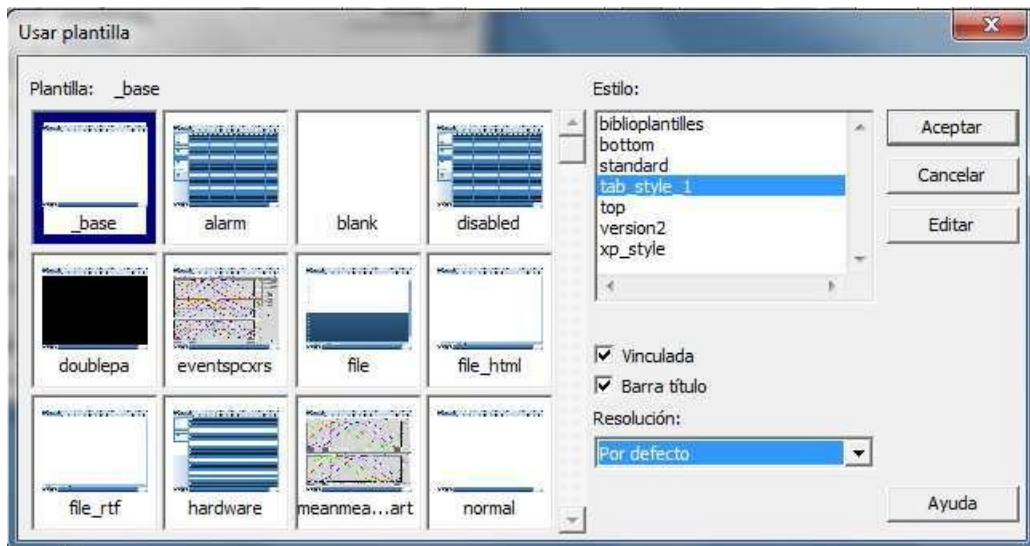 Usar plantilla
Plantilla: _base
_base
alarm
blank
disabled
doublepa
eventspcxrs
file
file_html
file_rtf
hardware
meanmea...art
normal
Estilo:
biblioplantilles
bottom
standard
tab_style_1
top
version2
xp_style
Vinculada
Barra título
Resolución:
Por defecto
Aceptar
Cancelar
Editar
Ayuda